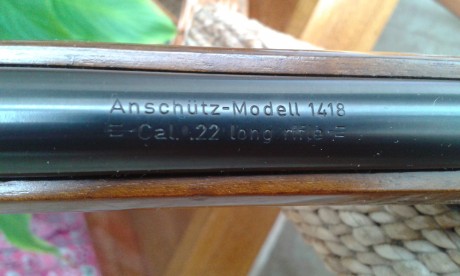 Anschütz-Modell 1418
=-Cal. .22 long rifle-=